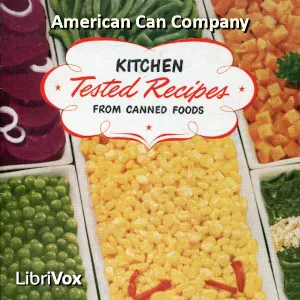 American Can Company
KITCHEN
Tested Recipes
FROM CANNED FOODS
LibriVox